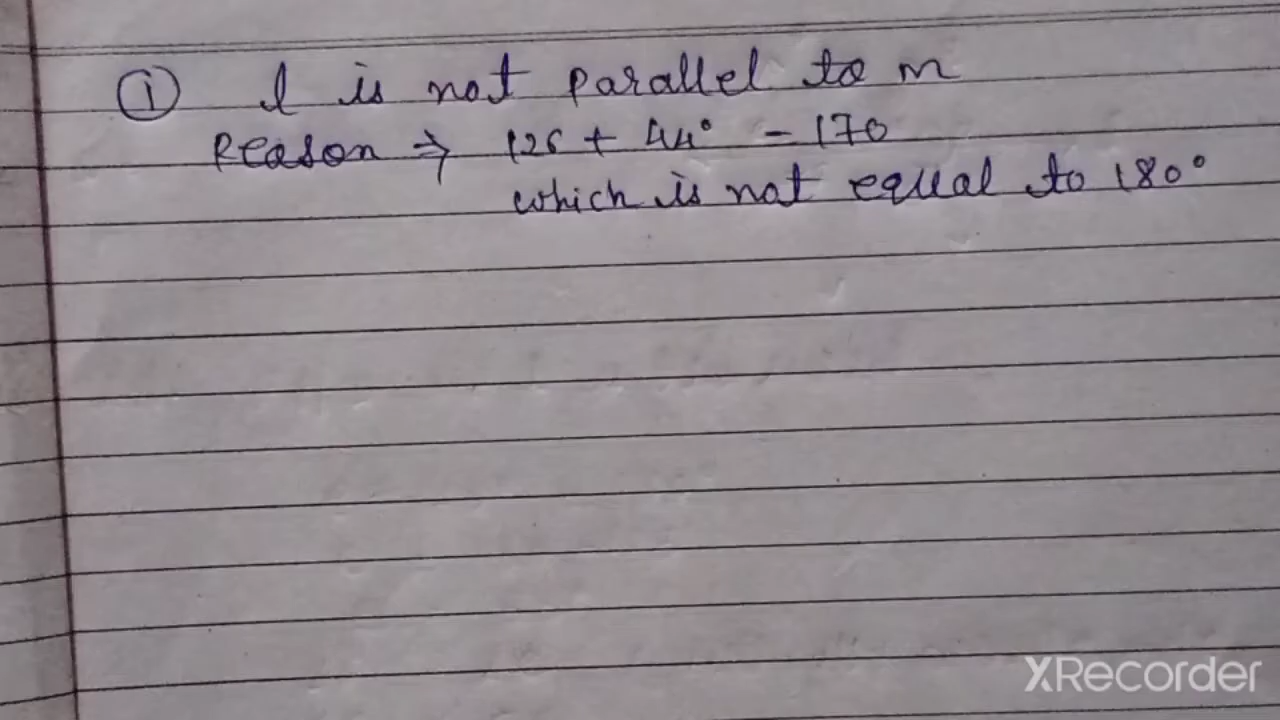 (i) l is not parallel to m
Reason ⇒ 126 + 44° = 170
which is not equal to 180°
XRecorder